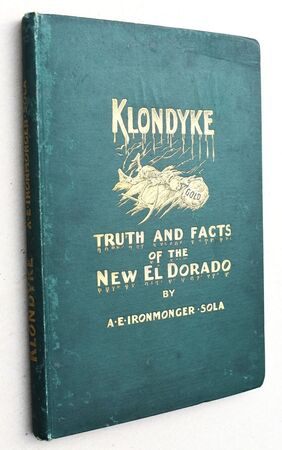 KLONDYKE
GOLD
TRUTH AND FACTS
OF THE
NEW EL DORADO
BY
A·E·IRONMONGER·SOLA
KLONDYKE A·E·IRONMONGER·SOLA